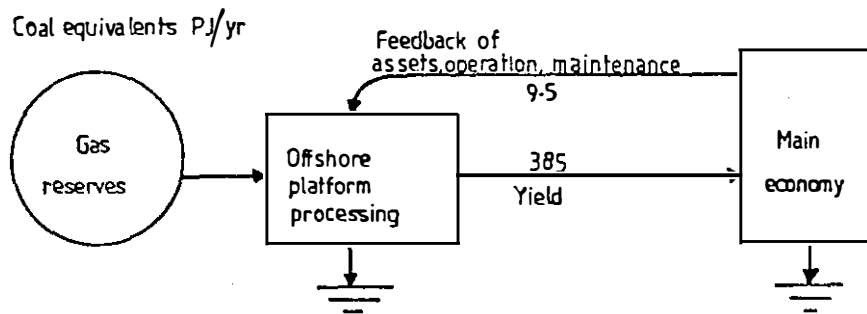 Coal equivalents PJ/yr
Feedback of
assets,operation, maintenance
9.5
Gas
reserves
Offshore
platform
processing
385
Yield
Main
economy